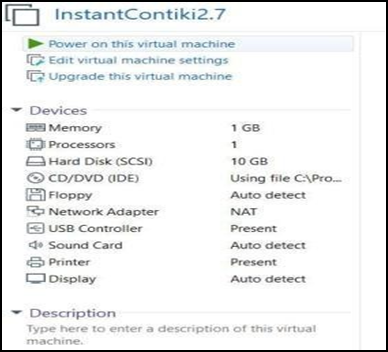 InstantContiki2.7
Power on this virtual machine
Edit virtual machine settings
Upgrade this virtual machine
Devices
Memory 1 GB
Processors 1
Hard Disk (SCSI) 10 GB
CD/DVD (IDE) Using file C:\Pro...
Floppy Auto detect
Network Adapter NAT
USB Controller Present
Sound Card Auto detect
Printer Present
Display Auto detect
Description
Type here to enter a description of this virtual
machine.